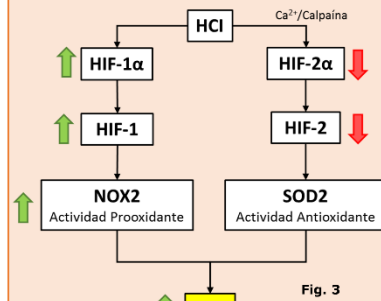 HCI
Ca²⁺/Calpaína
HIF-1α
HIF-2α
HIF-1
HIF-2
NOX2
Actividad Prooxidante
SOD2
Actividad Antioxidante
Fig. 3